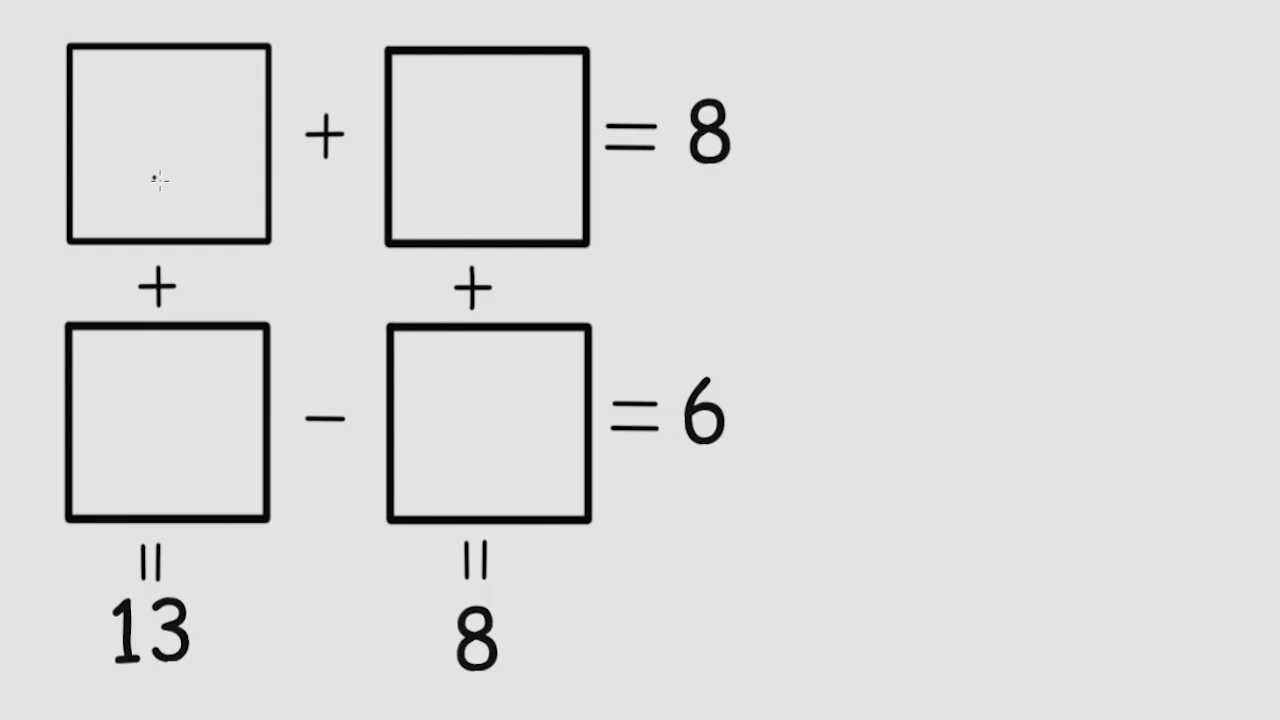 + = 8
+ +
- = 6
= =
13 8